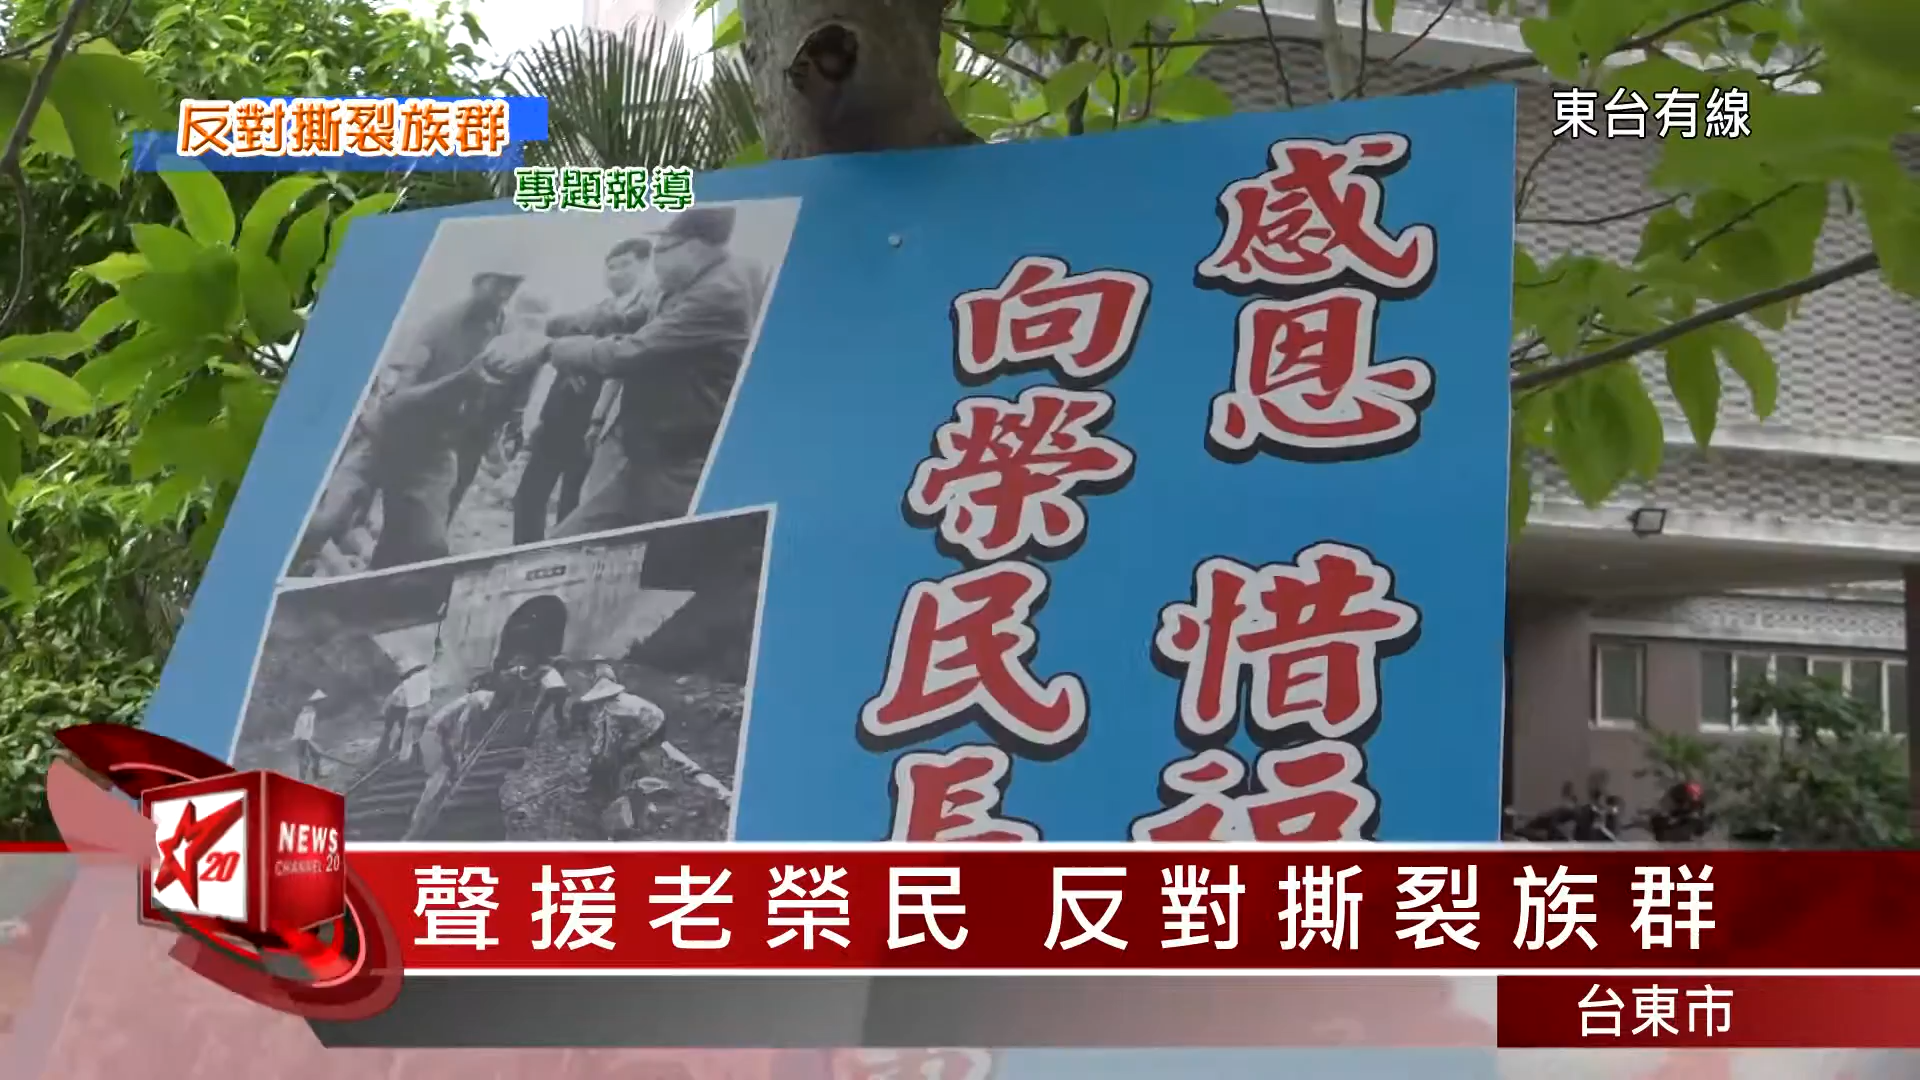 反對撕裂族群
專題報導
東台有線
感恩 惜福
向榮民長
NEWS
CHANNEL 20
20
聲援老榮民 反對撕裂族群
台東市